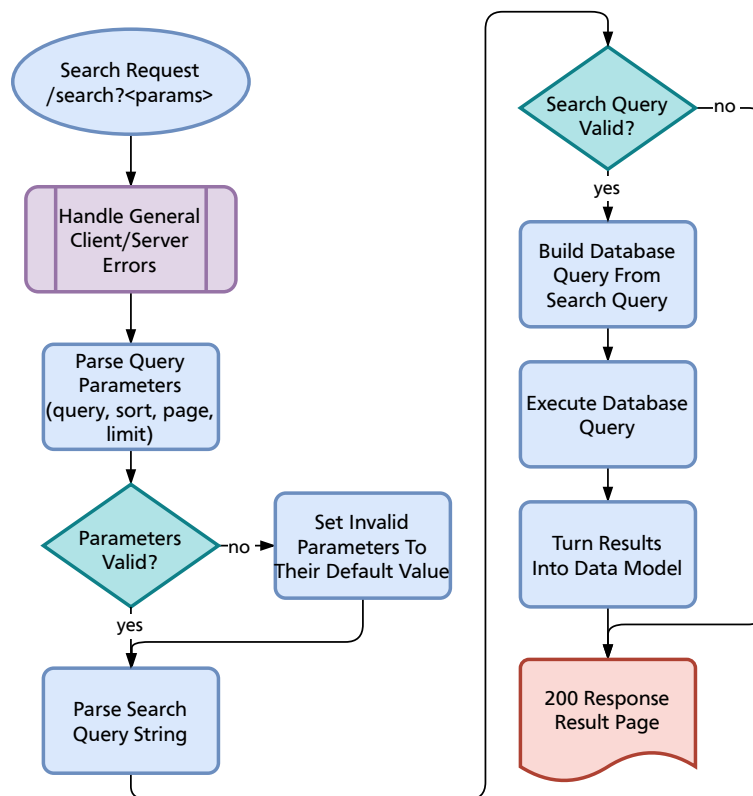 Search Request
/search?<params>
Handle General
Client/Server
Errors
Parse Query
Parameters
(query, sort, page,
limit)
Parameters
Valid?
no
Set Invalid
Parameters To
Their Default Value
yes
Parse Search
Query String
Search Query
Valid?
no
yes
Build Database
Query From
Search Query
Execute Database
Query
Turn Results
Into Data Model
200 Response
Result Page